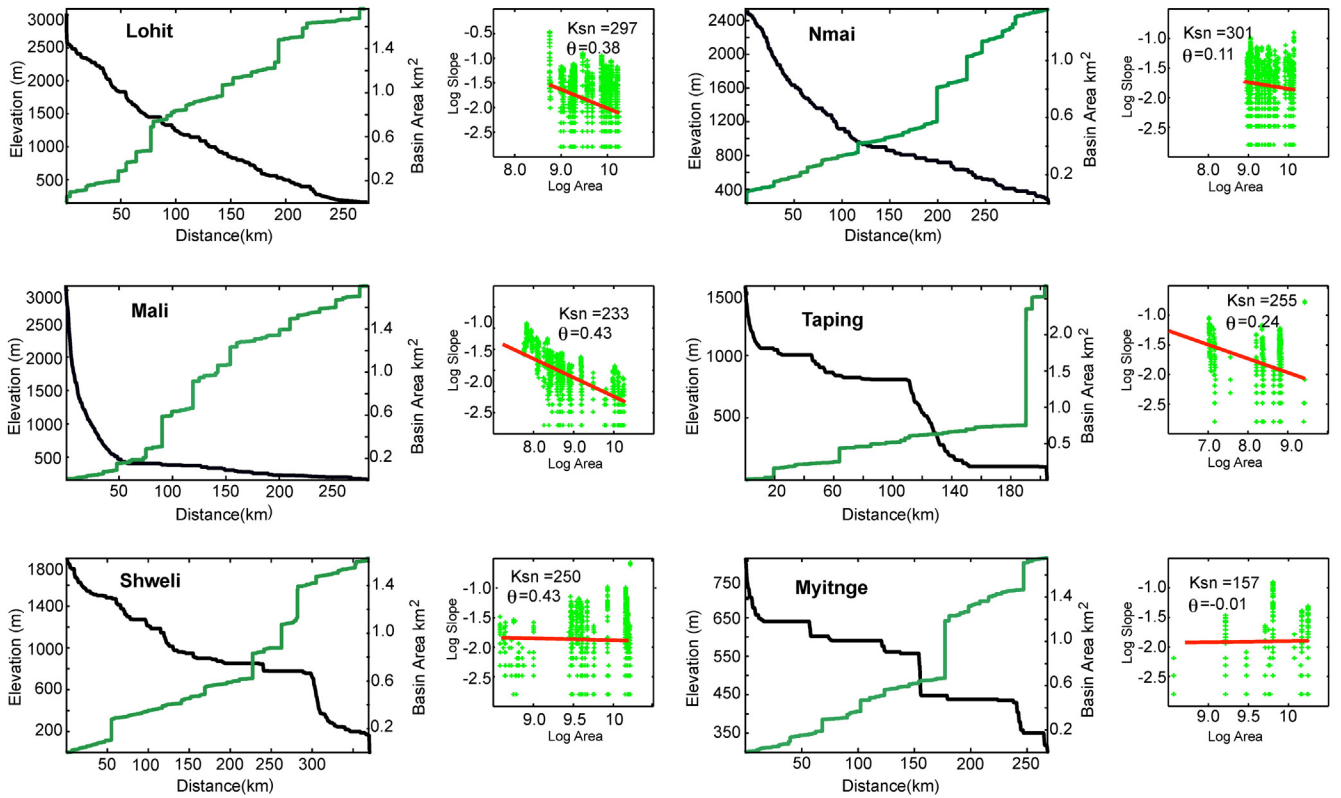 Lohit
Elevation (m)
3000
2500
2000
1500
1000
500
50
100
150
200
250
Distance(km)
1.4
1.0
0.6
0.2
Basin Area km2
Ksn =297
θ=0.38
Log Slope
-0.5
-1.0
-1.5
-2.0
-2.5
8.0
9.0
10
Log Area
Nmai
Elevation (m)
2400
2000
1600
1200
800
400
50
100
150
200
250
Distance(km)
1.0
0.6
0.2
Basin Area km2
Ksn =301
θ=0.11
Log Slope
-1.0
-1.5
-2.0
-2.5
8.0
9.0
10
Log Area
Mali
Elevation (m)
3000
2500
2000
1500
1000
500
50
100
150
200
250
Distance(km)
1.4
1.0
0.6
0.2
Basin Area km2
Ksn =233
θ=0.43
Log Slope
-1.0
-1.5
-2.0
-2.5
8.0
9.0
10.0
Log Area
Taping
Elevation (m)
1500
1000
500
20
60
100
140
180
Distance(km)
2.0
1.5
1.0
0.5
Basin Area km2
Ksn =255
θ=0.24
Log Slope
-1.0
-1.5
-2.0
-2.5
7.0
8.0
9.0
Log Area
Shweli
Elevation (m)
1800
1400
1000
600
200
50
100
150
200
250
300
Distance(km)
1.4
1.0
0.6
0.2
Basin Area km2
Ksn =250
θ=0.43
Log Slope
-1.0
-1.5
-2.0
-2.5
9.0
9.5
10
Log Area
Myitnge
Elevation (m)
750
650
550
450
350
50
100
150
200
250
Distance(km)
1.4
1.0
0.6
0.2
Basin Area km2
Ksn =157
θ=-0.01
Log Slope
-1.0
-1.5
-2.0
-2.5
9.0
9.5
10
Log Area